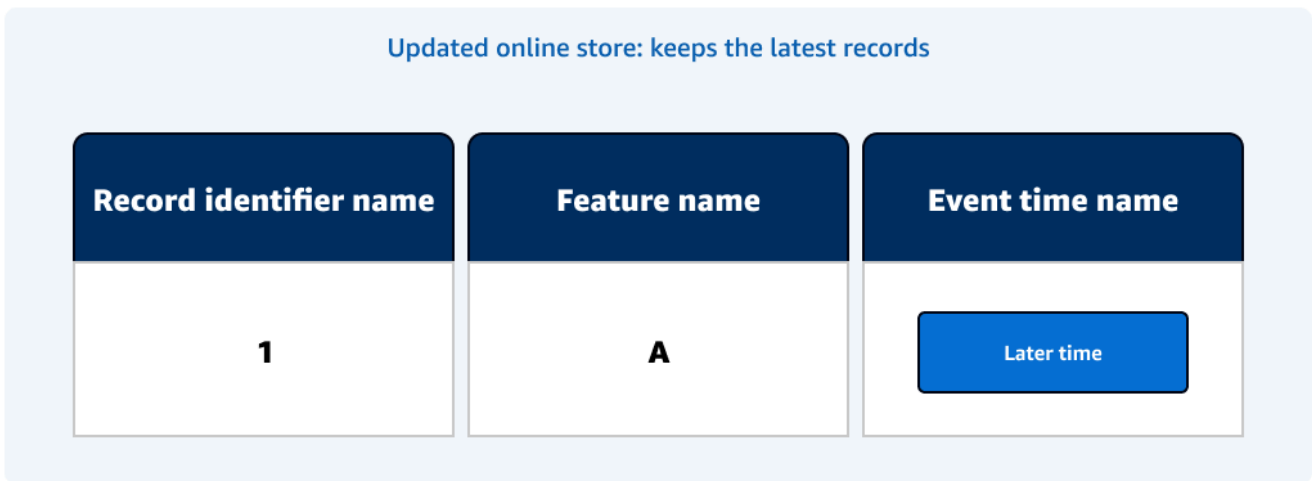 Updated online store: keeps the latest records
Record identifier name
Feature name
Event time name
1
A
Later time